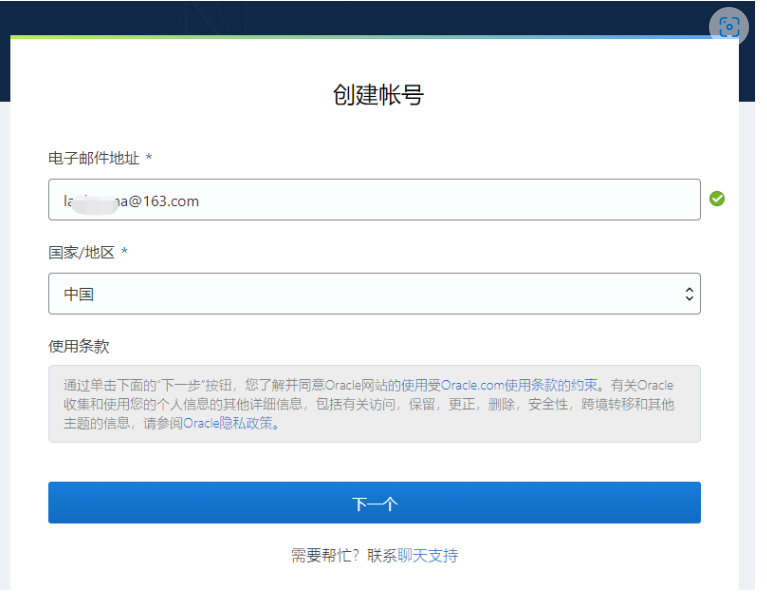 创建帐号
电子邮件地址 *
@163.com
国家/地区 *
中国
使用条款
通过单击下面的“下一步”按钮，您了解并同意Oracle网站的使用受Oracle.com使用条款的约束。有关Oracle
收集和使用您的个人信息的其他详细信息，包括有关访问，保留，更正，删除，安全性，跨境转移和其他
主题的信息，请参阅Oracle隐私政策。
下一个
需要帮忙？联系聊天支持